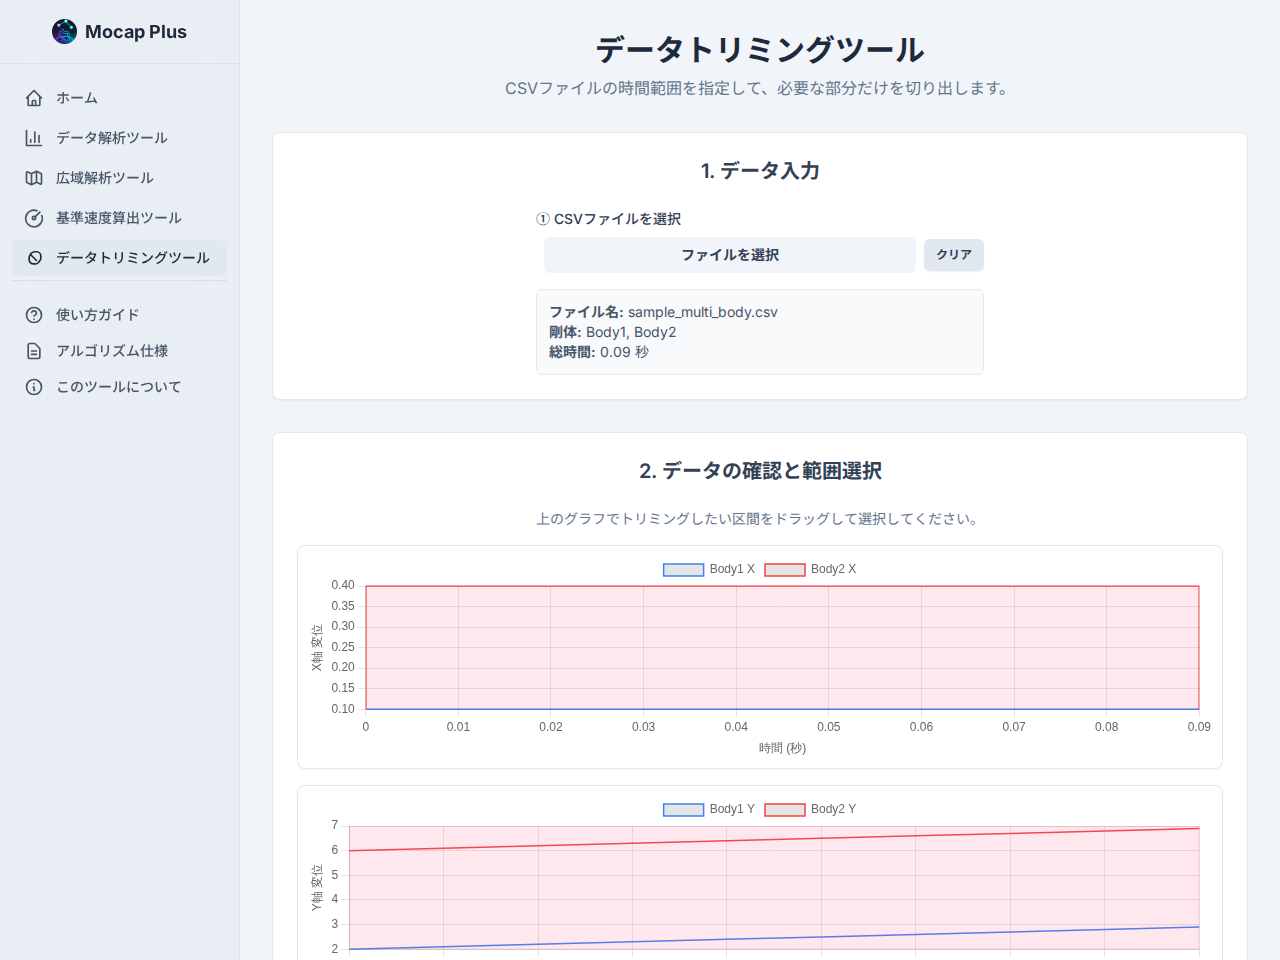 Mocap Plus
ホーム
データ解析ツール
広域解析ツール
基準速度算出ツール
データトリミングツール
使い方ガイド
アルゴリズム仕様
このツールについて
データトリミングツール
CSVファイルの時間範囲を指定して、必要な部分だけを切り出します。
1. データ入力
① CSVファイルを選択
ファイルを選択 クリア
ファイル名: sample_multi_body.csv
剛体: Body1, Body2
総時間: 0.09 秒
2. データの確認と範囲選択
上のグラフでトリミングしたい区間をドラッグして選択してください。
Body1 X Body2 X
X軸 変位
0.40
0.35
0.30
0.25
0.20
0.15
0.10
0 0.01 0.02 0.03 0.04 0.05 0.06 0.07 0.08 0.09
時間 (秒)
Body1 Y Body2 Y
Y軸 変位
7
6
5
4
3
2